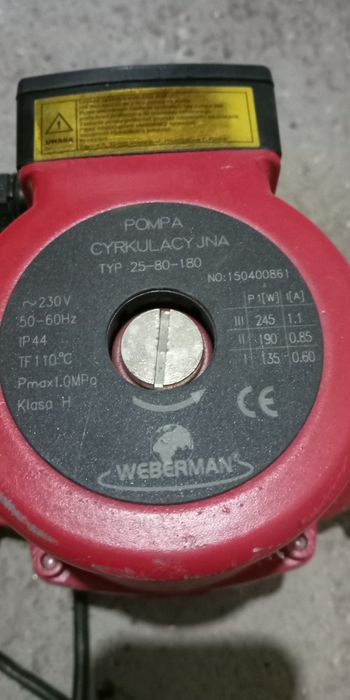 UWAGA
POMPA
CYRKULACYJNA
TYP 25-80-180
NO:150400861
~230V
50-60Hz
IP44
TF110°C
Pmax1.0MPa
Klasa H
P1[W] I[A]
III 245 1.1
II 190 0.85
I 135 0.60
CE
WEBERMAN